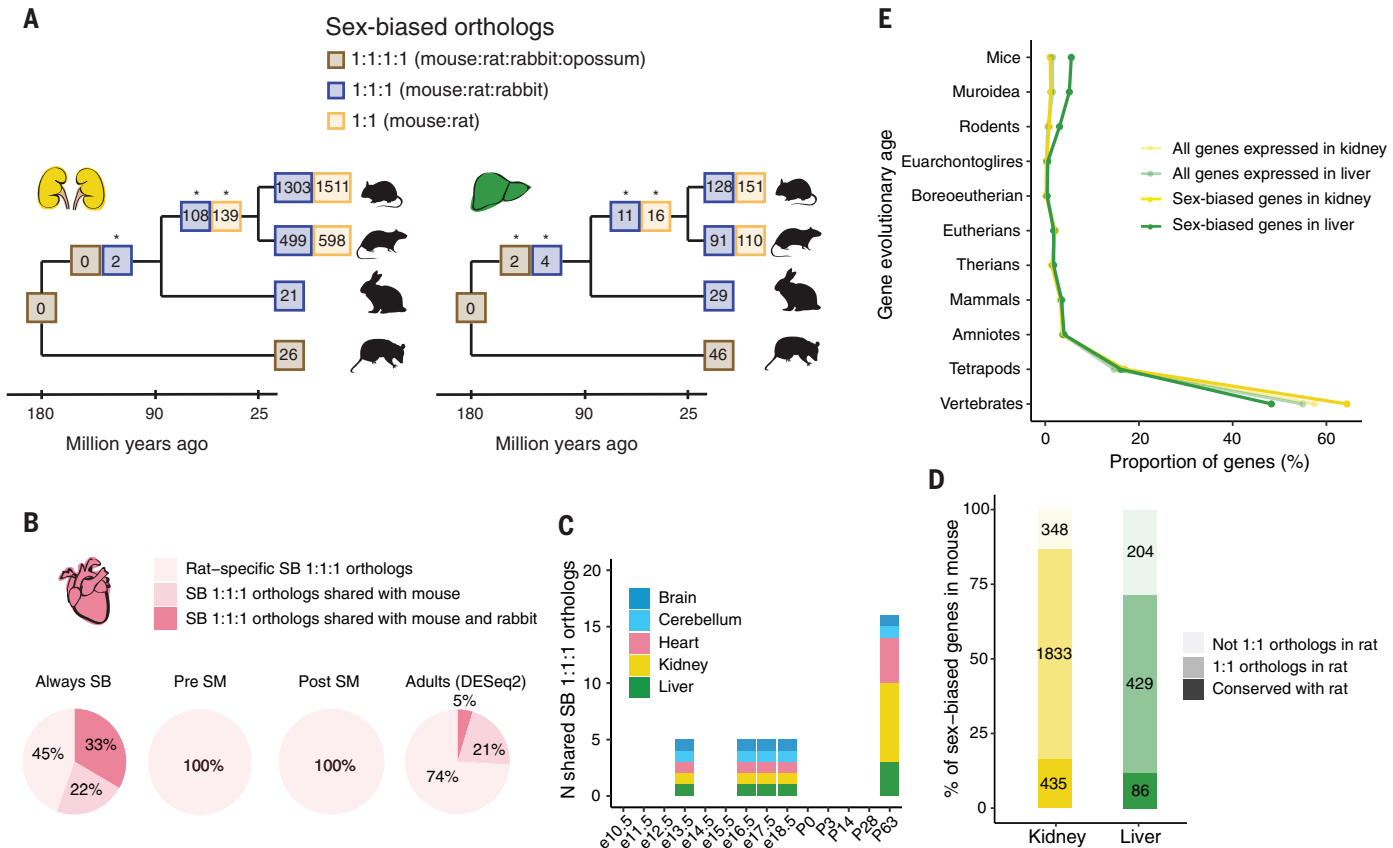 A
Sex-biased orthologs
1:1:1:1 (mouse:rat:rabbit:opossum)
1:1:1 (mouse:rat:rabbit)
1:1 (mouse:rat)
* *
1303 1511
108 139
*
499 598
0 2
21
0
26
180 90 25
Million years ago
* *
128 151
11 16
* *
91 110
2 4
29
0
46
180 90 25
Million years ago
E
Gene evolutionary age
Mice
Muroidea
Rodents
Euarchontoglires
Boreoeutherian
Eutherians
Therians
Mammals
Amniotes
Tetrapods
Vertebrates
0 20 40 60
Proportion of genes (%)
All genes expressed in kidney
All genes expressed in liver
Sex-biased genes in kidney
Sex-biased genes in liver
B
Rat-specific SB 1:1:1 orthologs
SB 1:1:1 orthologs shared with mouse
SB 1:1:1 orthologs shared with mouse and rabbit
Always SB
45%
33%
22%
Pre SM
100%
Post SM
100%
Adults (DESeq2)
5%
21%
74%
C
N shared SB 1:1:1 orthologs
20
15
10
5
0
Brain
Cerebellum
Heart
Kidney
Liver
e10.5 e11.5 e12.5 e13.5 e14.5 e15.5 e16.5 e17.5 e18.5 P0 P3 P14 P28 P63
D
% of sex-biased genes in mouse
100
75
50
25
0
348
1833
435
204
429
86
Kidney Liver
Not 1:1 orthologs in rat
1:1 orthologs in rat
Conserved with rat